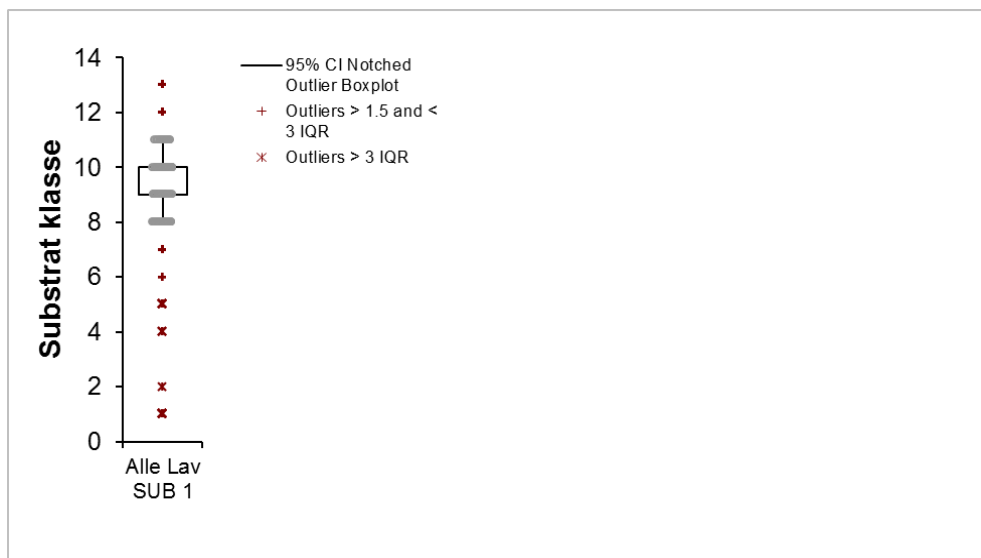 14
12
10
8
6
4
2
0
Substrat klasse
Alle Lav
SUB 1
95% CI Notched
Outlier Boxplot
Outliers > 1.5 and <
3 IQR
Outliers > 3 IQR